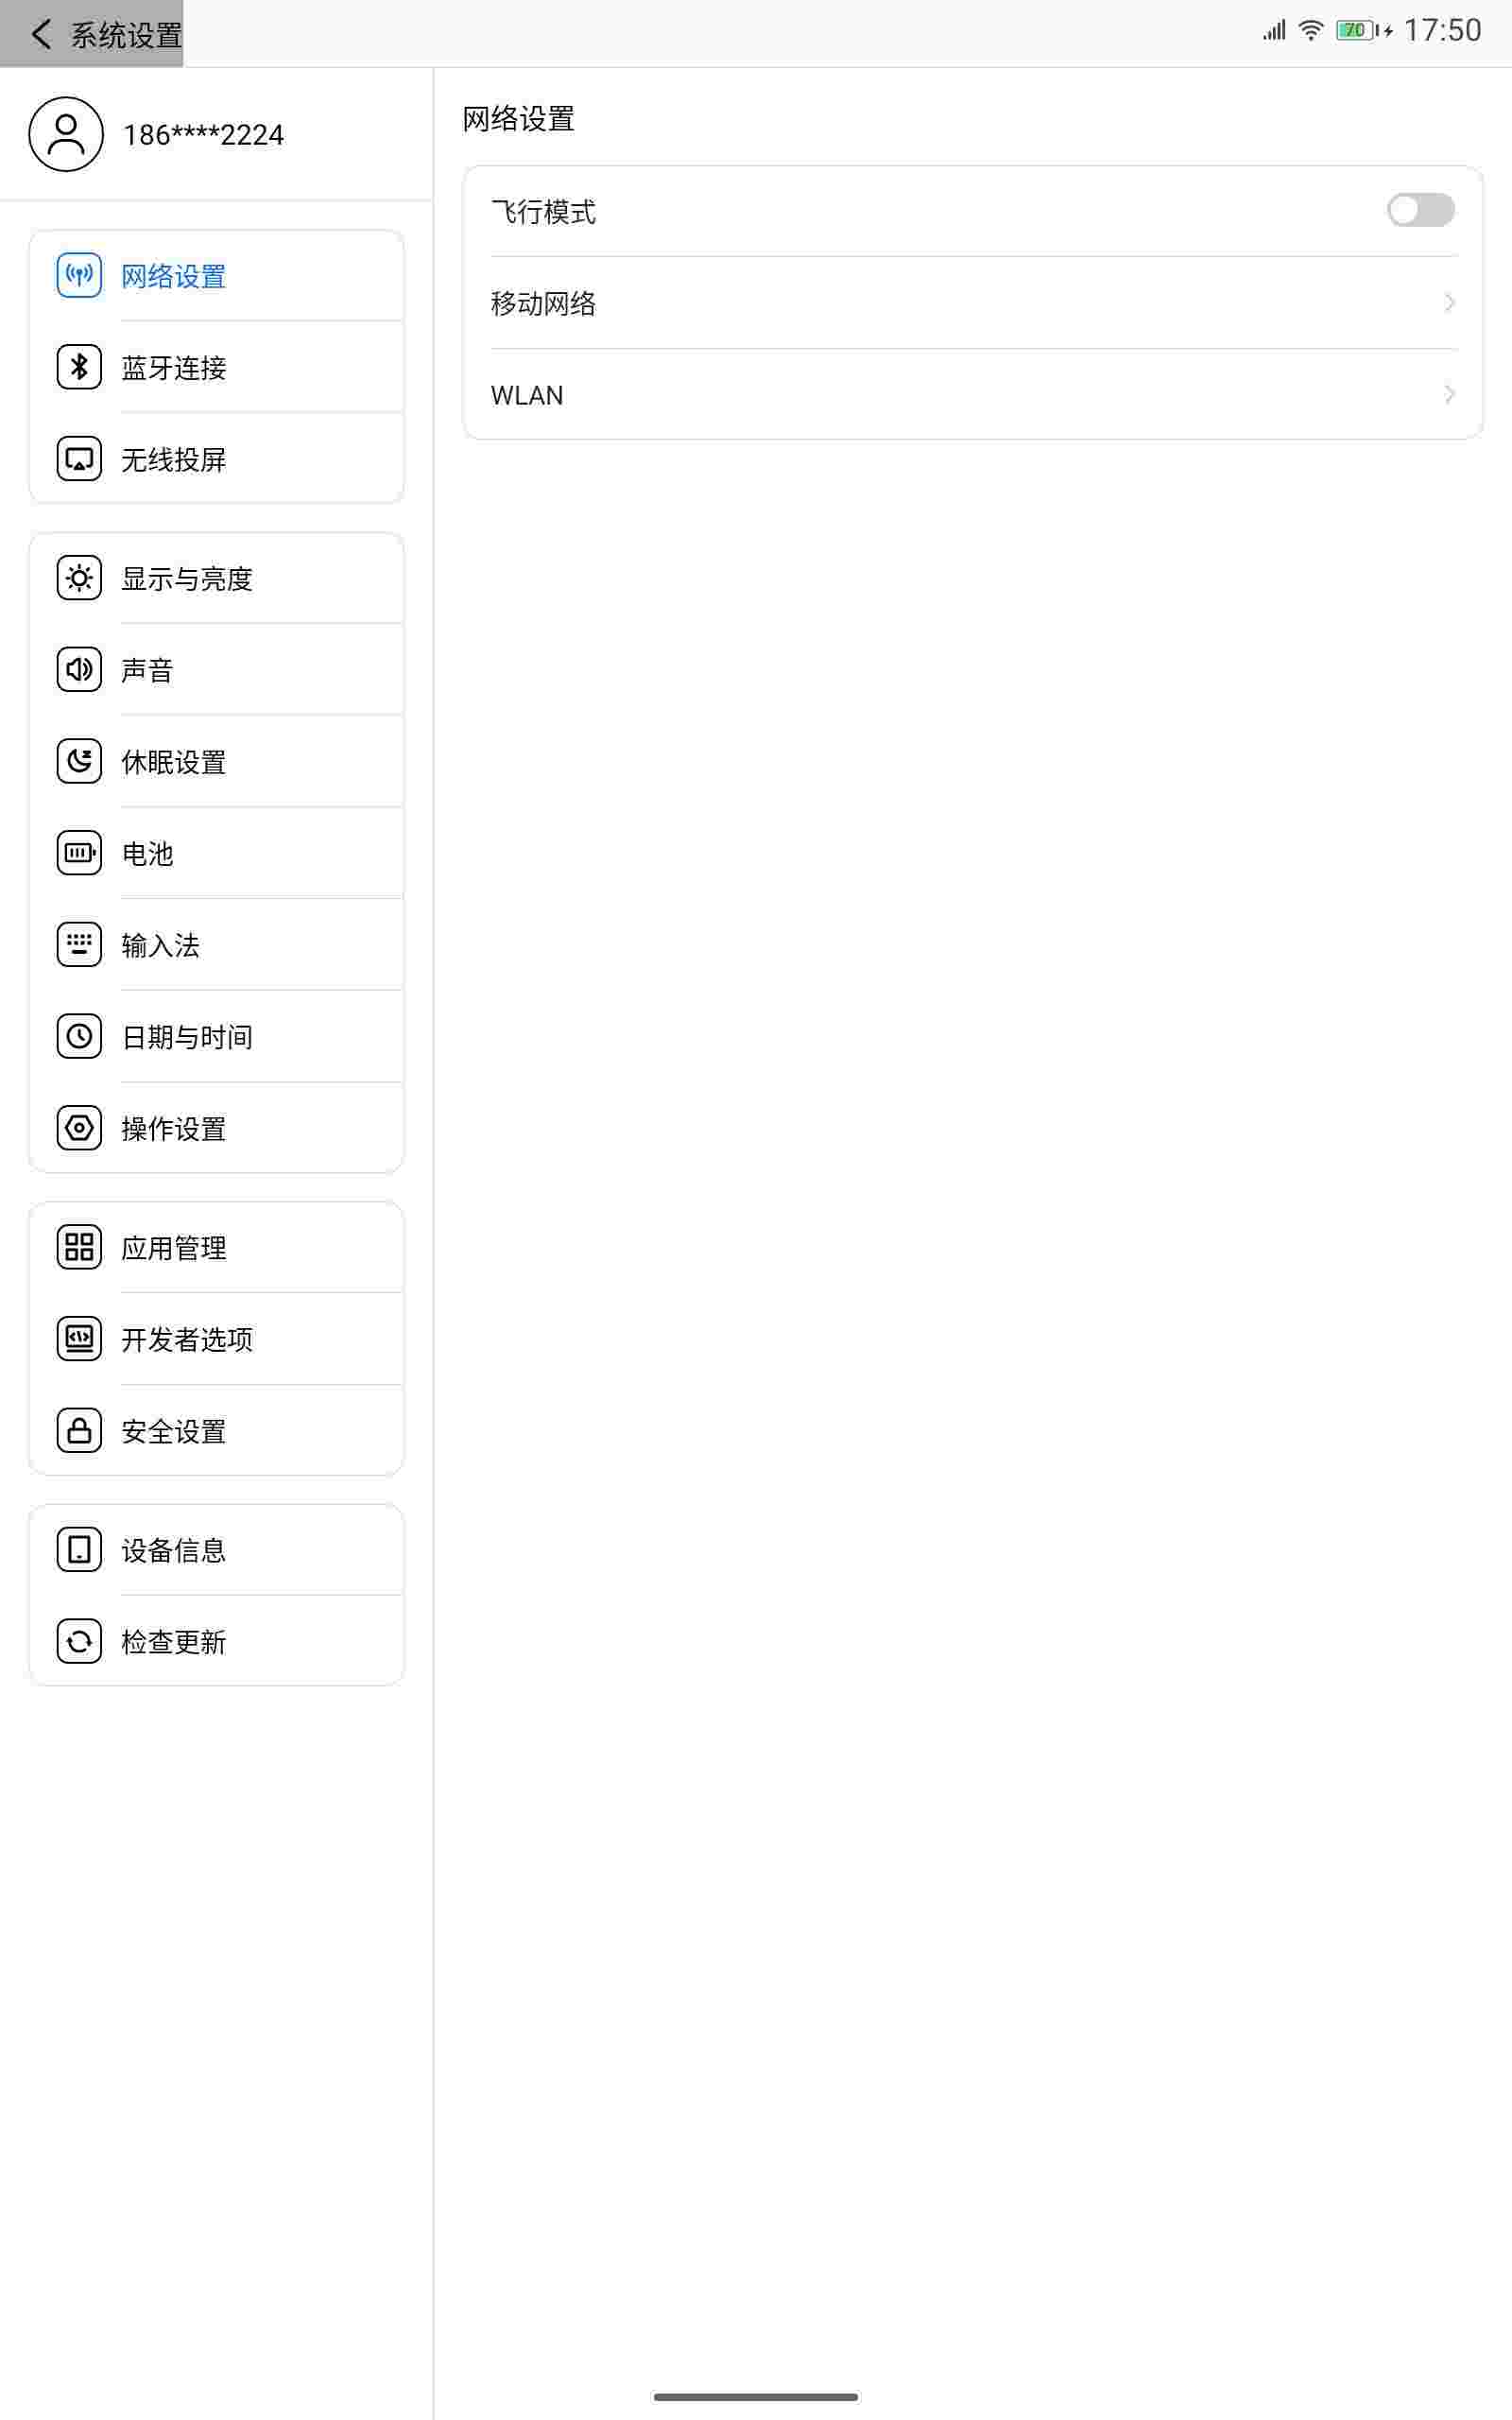 系统设置
70
17:50
186****2224
网络设置
蓝牙连接
无线投屏
显示与亮度
声音
休眠设置
电池
输入法
日期与时间
操作设置
应用管理
开发者选项
安全设置
设备信息
检查更新
网络设置
飞行模式
移动网络
WLAN